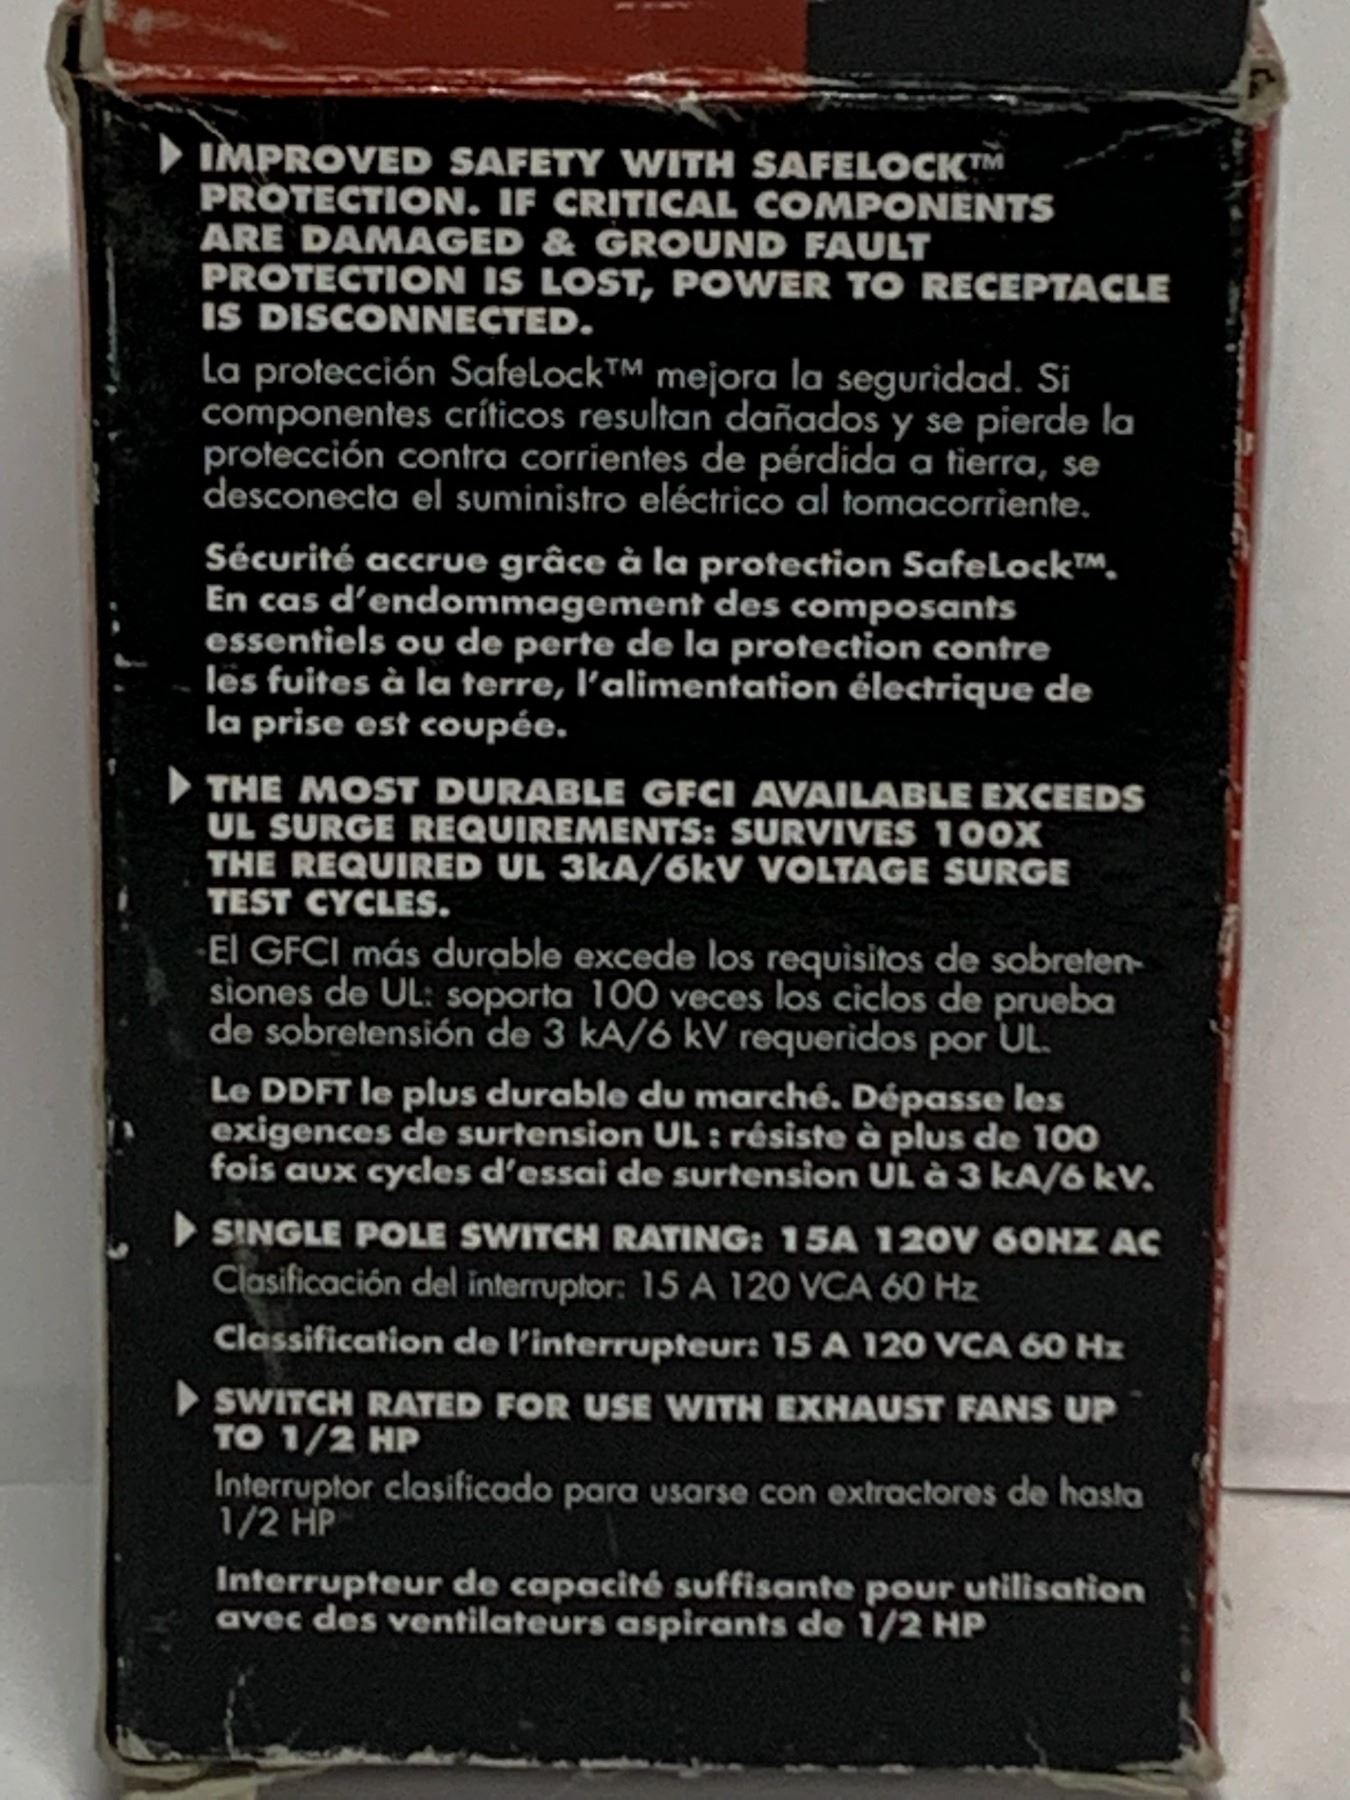 IMPROVED SAFETY WITH SAFELOCK™
PROTECTION. IF CRITICAL COMPONENTS
ARE DAMAGED & GROUND FAULT
PROTECTION IS LOST, POWER TO RECEPTACLE
IS DISCONNECTED.
La protección SafeLock™ mejora la seguridad. Si
componentes críticos resultan dañados y se pierde la
protección contra corrientes de pérdida a tierra, se
desconecta el suministro eléctrico al tomacorriente.
Sécurité accrue grâce à la protection SafeLock™.
En cas d'endommagement des composants
essentiels ou de perte de la protection contre
les fuites à la terre, l'alimentation électrique de
la prise est coupée.
THE MOST DURABLE GFCI AVAILABLE EXCEEDS
UL SURGE REQUIREMENTS: SURVIVES 100X
THE REQUIRED UL 3kA/6kV VOLTAGE SURGE
TEST CYCLES.
El GFCI más durable excede los requisitos de sobreten-
siones de UL: soporta 100 veces los ciclos de prueba
de sobretensión de 3 kA/6 kV requeridos por UL.
Le DDFT le plus durable du marché. Dépasse les
exigences de surtension UL : résiste à plus de 100
fois aux cycles d'essai de surtension UL à 3 kA/6 kV.
SINGLE POLE SWITCH RATING: 15A 120V 60HZ AC
Clasificación del interruptor: 15 A 120 VCA 60 Hz
Classification de l'interrupteur: 15 A 120 VCA 60 Hz
SWITCH RATED FOR USE WITH EXHAUST FANS UP
TO 1/2 HP
Interruptor clasificado para usarse con extractores de hasta
1/2 HP
Interrupteur de capacité suffisante pour utilisation
avec des ventilateurs aspirants de 1/2 HP